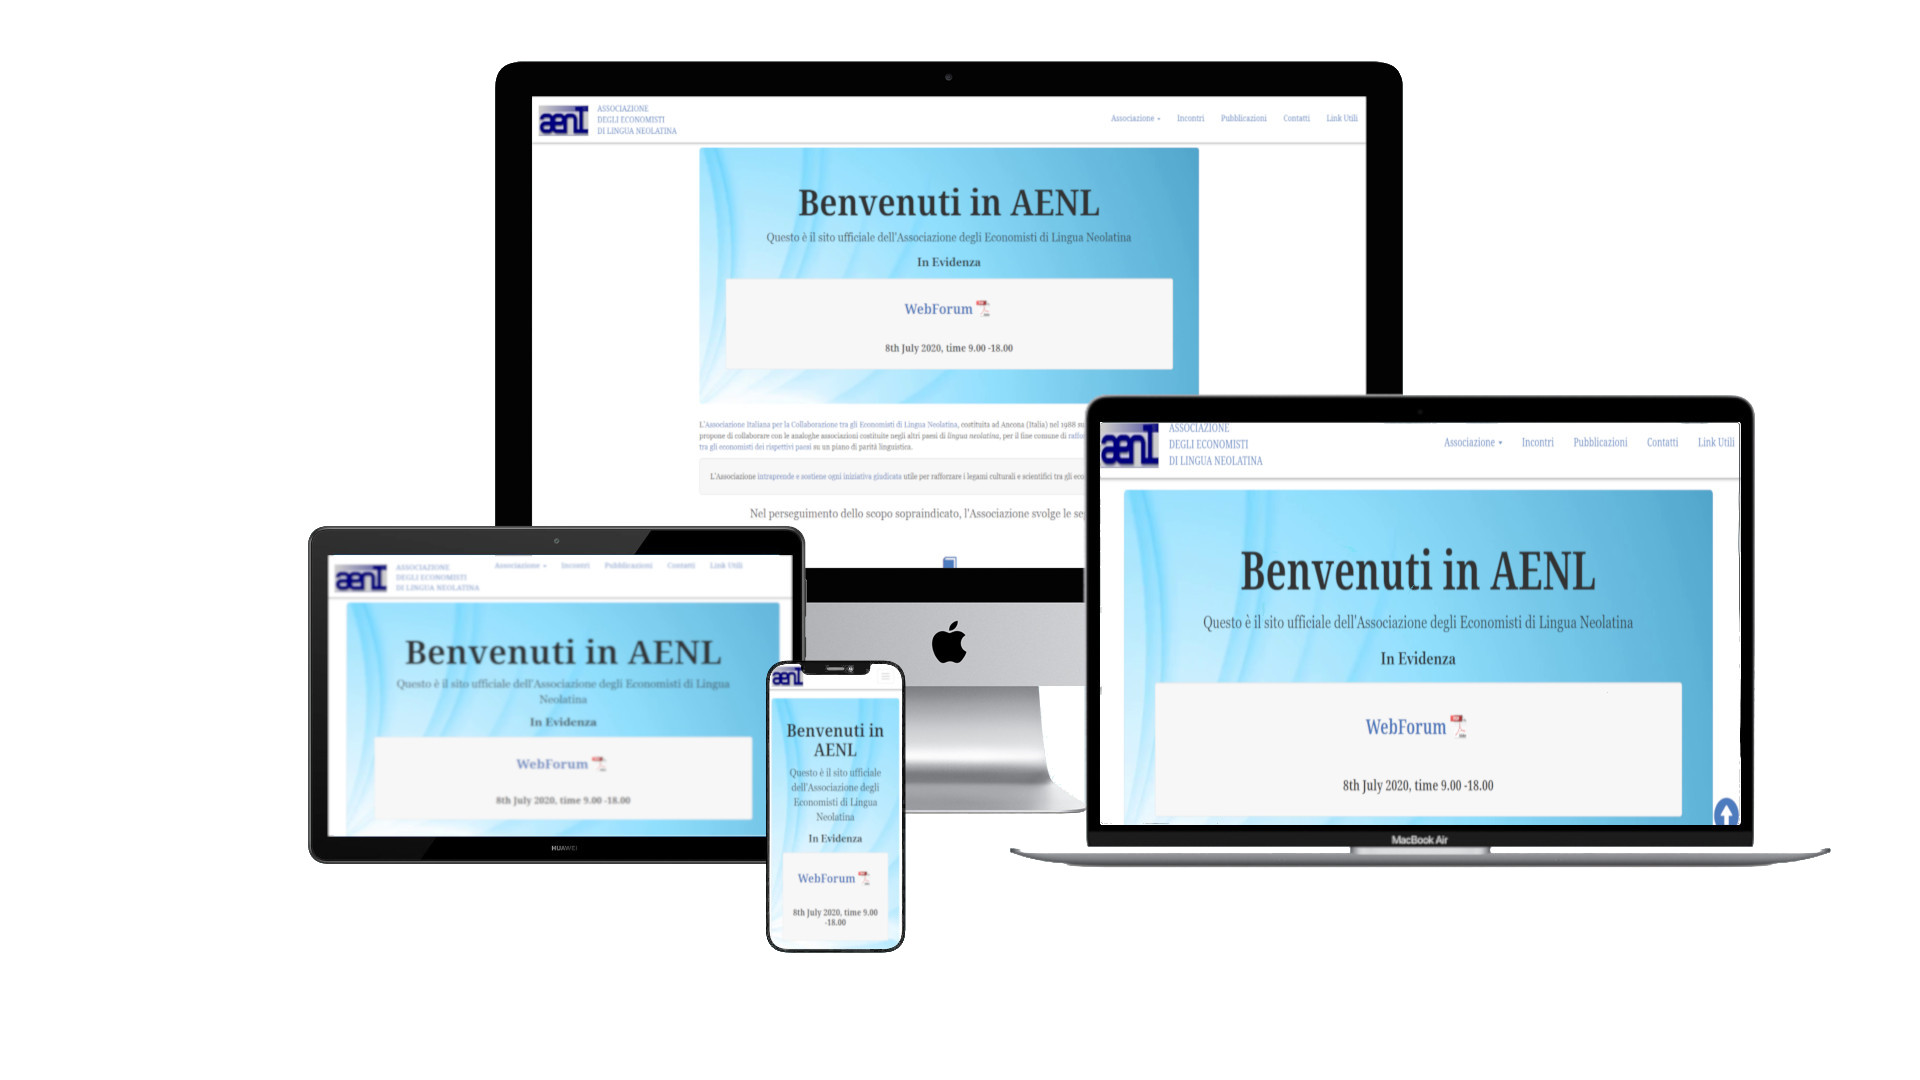 aenl
ASSOCIAZIONE
DEGLI ECONOMISTI
DI LINGUA NEOLATINA
Associazione Incontri Pubblicazioni Contatti Link Utili
Benvenuti in AENL
Questo è il sito ufficiale dell'Associazione degli Economisti di Lingua Neolatina
In Evidenza
WebForum
8th July 2020, time 9.00 -18.00
L'Associazione Italiana per la Collaborazione tra gli Economisti di Lingua Neolatina, costituita ad Ancona (Italia) nel 1988
propone di collaborare con le analoghe associazioni costituite negli altri paesi di lingua neolatina, per il fine comune di
tra gli economisti dei rispettivi paesi su un piano di parità linguistica.
L'Associazione intraprende e sostiene ogni iniziativa giudicata utile per rafforzare i legami culturali e scientifici tra gli
Nel perseguimento dello scopo sopraindicato, l'Associazione svolge le
aenl
ASSOCIAZIONE
DEGLI ECONOMISTI
DI LINGUA NEOLATINA
Associazione Incontri Pubblicazioni Contatti Link Utili
Benvenuti in AENL
Questo è il sito ufficiale dell'Associazione degli Economisti di Lingua Neolatina
In Evidenza
WebForum
8th July 2020, time 9.00 -18.00
MacBook Air
aenl
ASSOCIAZIONE
DEGLI ECONOMISTI
DI LINGUA NEOLATINA
Associazione Incontri Pubblicazioni Contatti Link Utili
Benvenuti in AENL
Questo è il sito ufficiale dell'Associazione degli Economisti di Lingua
Neolatina
In Evidenza
WebForum
8th July 2020, time 9.00 -18.00
HUAWEI
aenl
Benvenuti in
AENL
Questo è il sito ufficiale
dell'Associazione degli
Economisti di Lingua
Neolatina
In Evidenza
WebForum
8th July 2020, time 9.00
-18.00